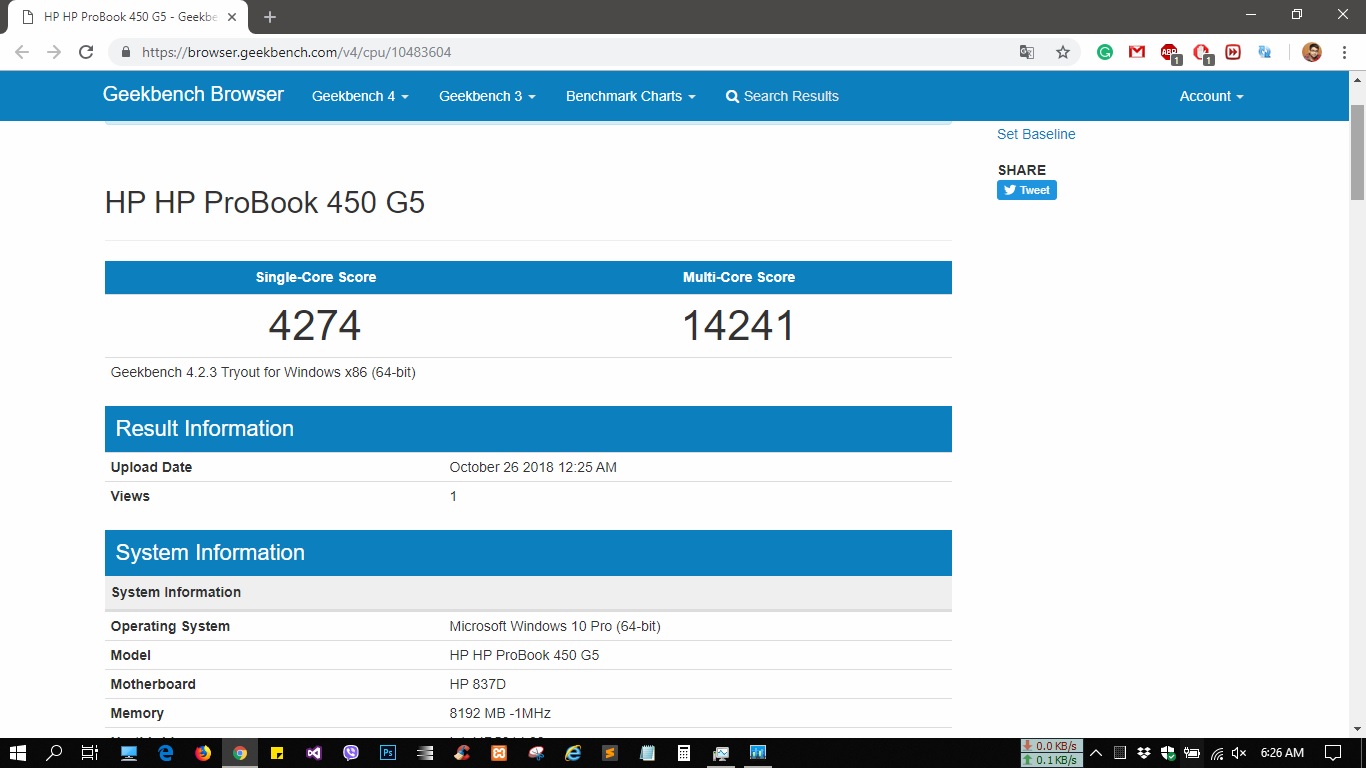 HP HP ProBook 450 G5 - Geekbe
https://browser.geekbench.com/v4/cpu/10483604
ABP 1 1
Geekbench Browser Geekbench 4 Geekbench 3 Benchmark Charts Search Results Account
Set Baseline
SHARE
Tweet
HP HP ProBook 450 G5
Single-Core Score Multi-Core Score
4274 14241
Geekbench 4.2.3 Tryout for Windows x86 (64-bit)
Result Information
Upload Date October 26 2018 12:25 AM
Views 1
System Information
System Information
Operating System Microsoft Windows 10 Pro (64-bit)
Model HP HP ProBook 450 G5
Motherboard HP 837D
Memory 8192 MB -1MHz
Ps
0.0 KB/s
0.1 KB/s
6:26 AM